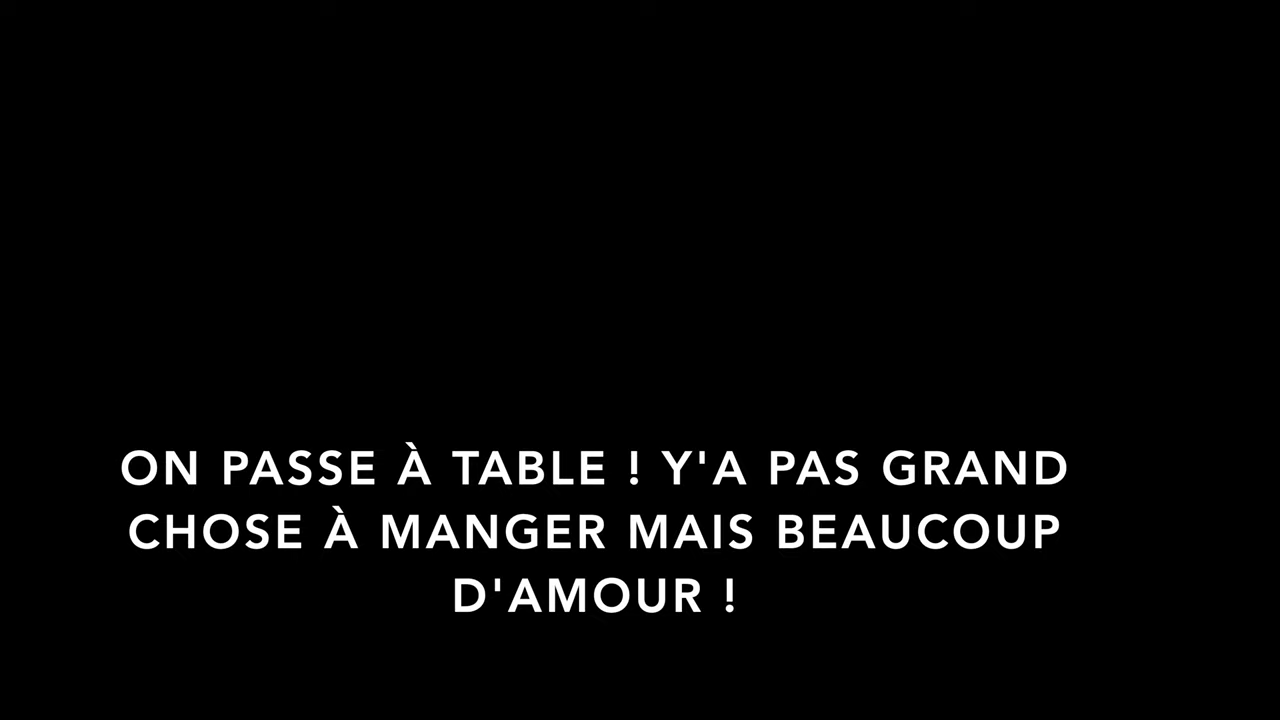 ON PASSE À TABLE ! Y'A PAS GRAND
CHOSE À MANGER MAIS BEAUCOUP
D'AMOUR !